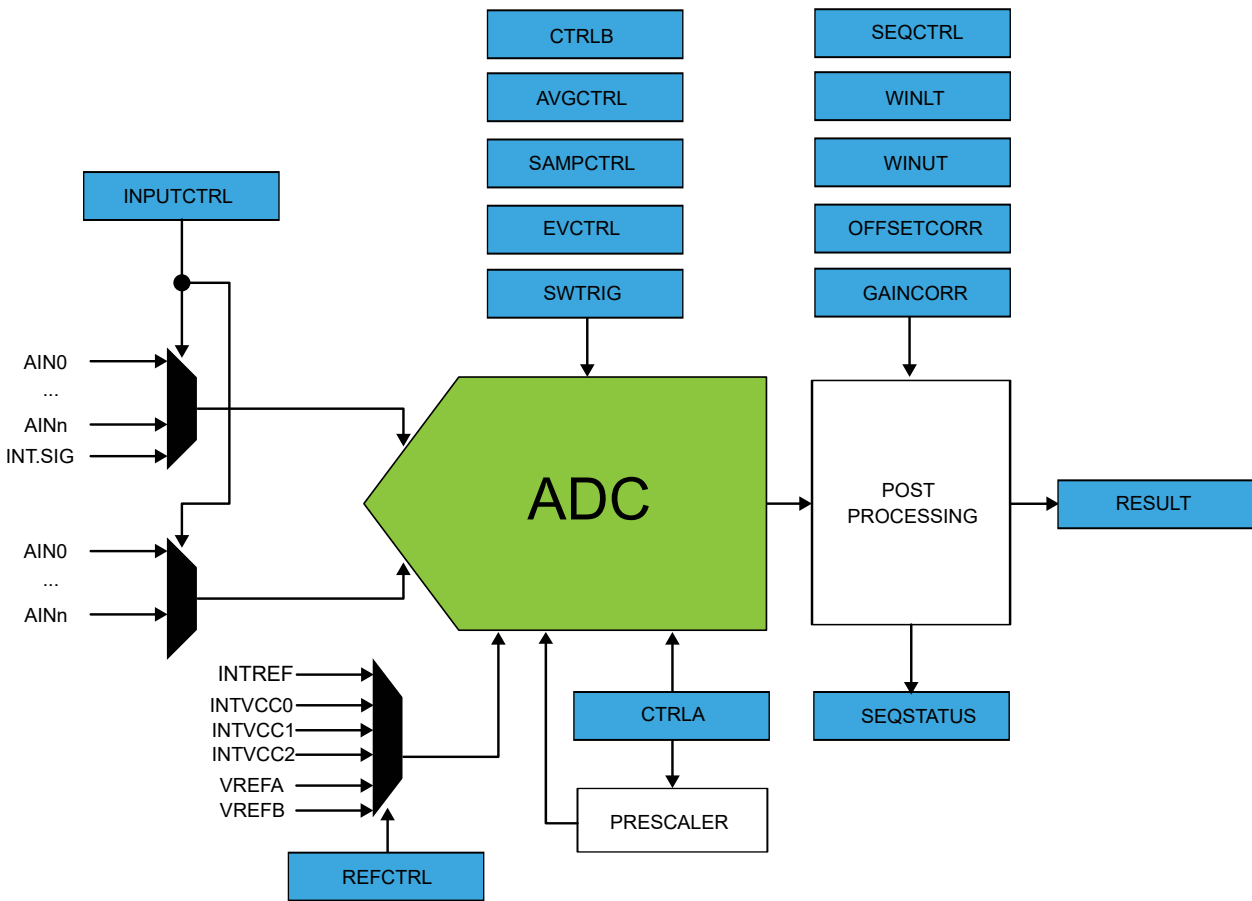 CTRLB
SEQCTRL
AVGCTRL
WINLT
SAMPCTRL
WINUT
INPUTCTRL
EVCTRL
OFFSETCORR
SWTRIG
GAINCORR
AIN0
...
AINn
INT.SIG
ADC
POST
PROCESSING
RESULT
AIN0
...
AINn
INTREF
INTVCC0
INTVCC1
INTVCC2
VREFA
VREFB
CTRLA
SEQSTATUS
PRESCALER
REFCTRL